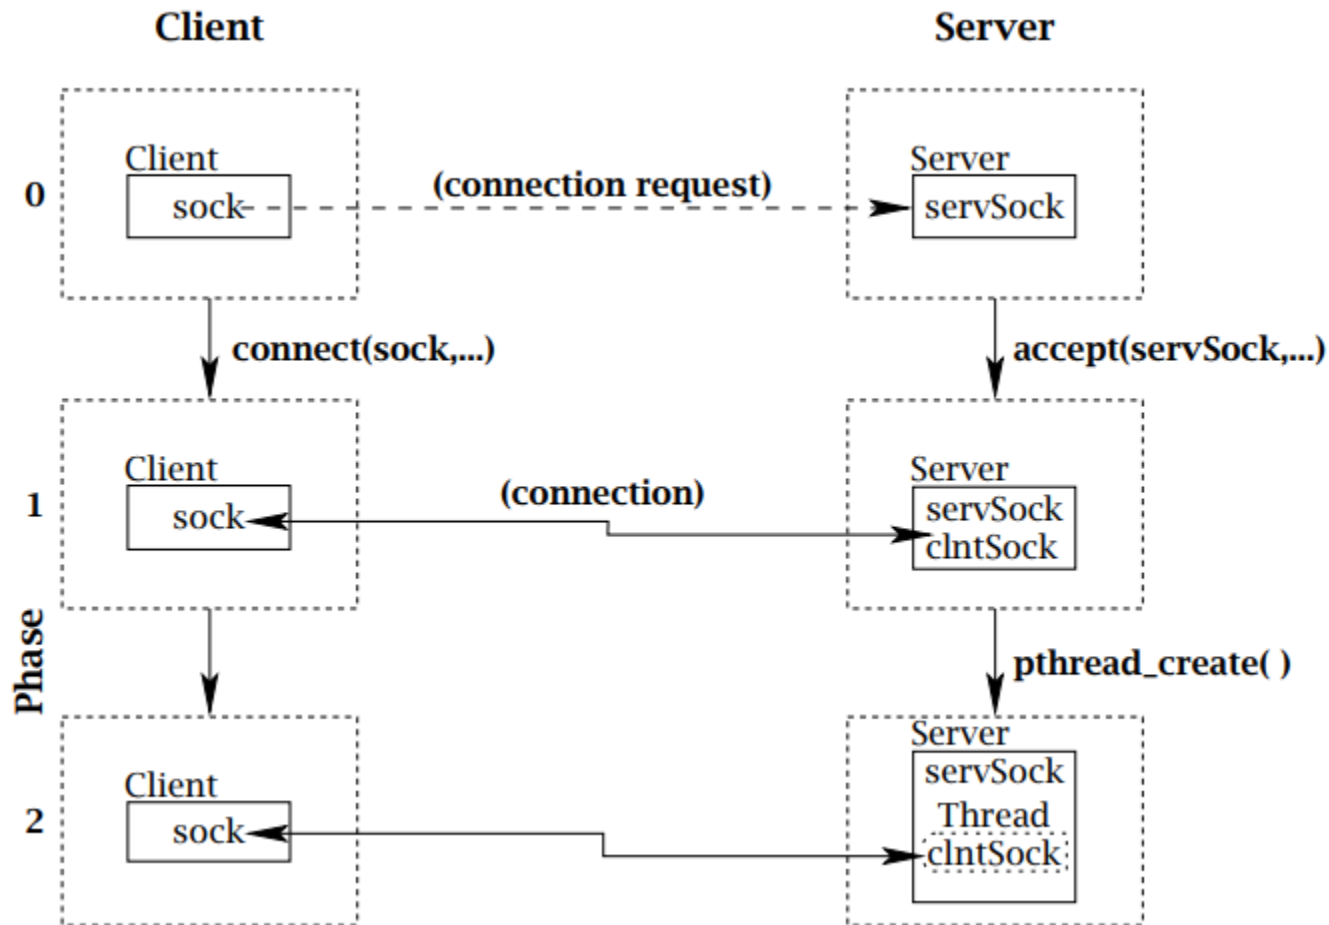 Client
Server
0
Client
sock
(connection request)
Server
servSock
connect(sock,...)
accept(servSock,...)
1
Client
sock
(connection)
Server
servSock
clntSock
Phase
pthread_create( )
2
Client
sock
Server
servSock
Thread
clntSock